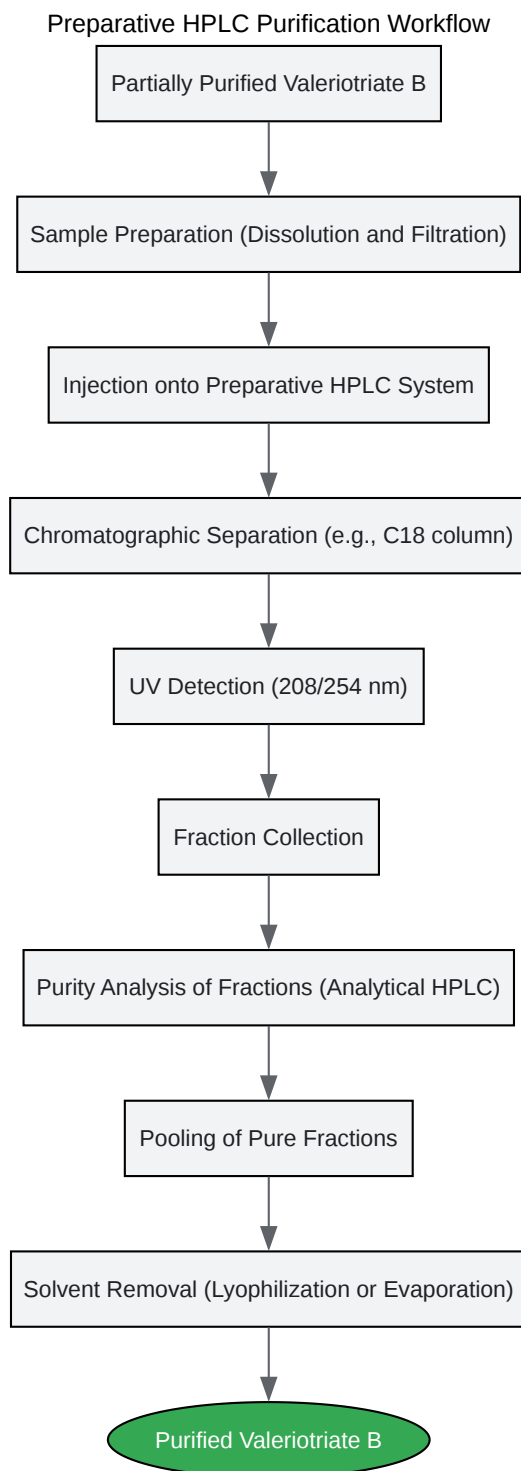 Preparative HPLC Purification Workflow
Partially Purified Valeriotriate B
Sample Preparation (Dissolution and Filtration)
Injection onto Preparative HPLC System
Chromatographic Separation (e.g., C18 column)
UV Detection (208/254 nm)
Fraction Collection
Purity Analysis of Fractions (Analytical HPLC)
Pooling of Pure Fractions
Solvent Removal (Lyophilization or Evaporation)
Purified Valeriotriate B